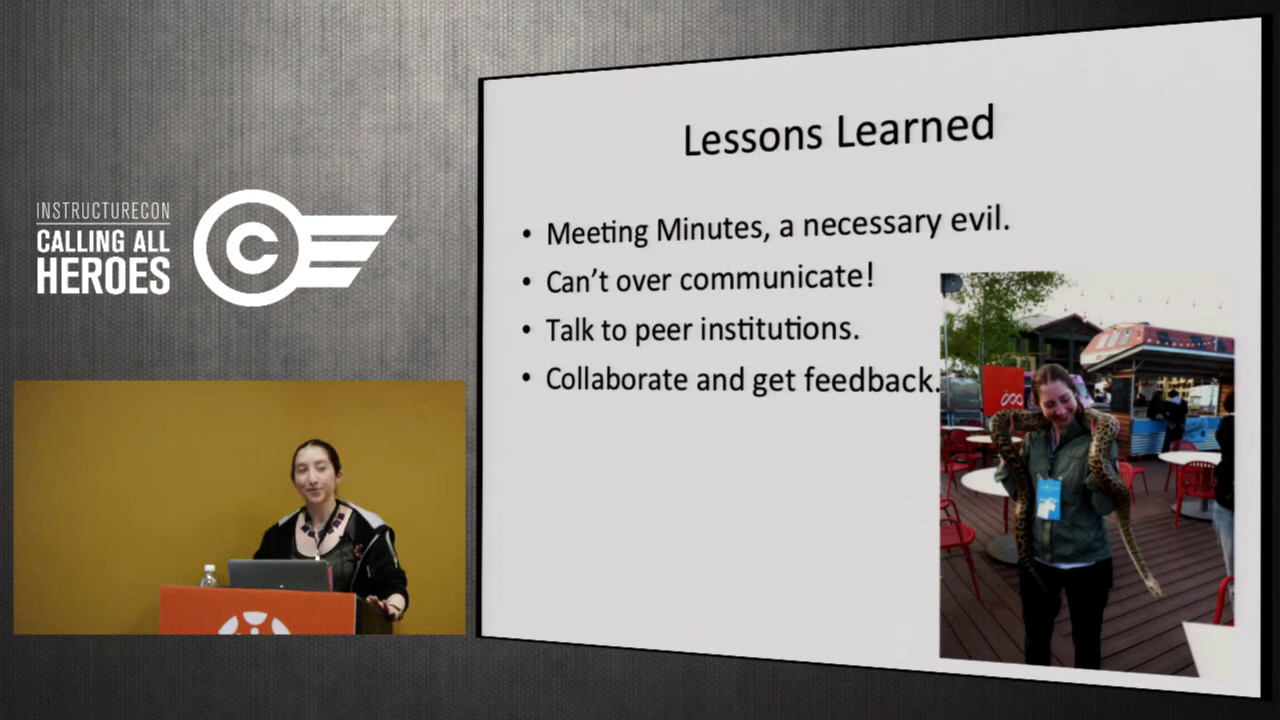 INSTRUCTURECON
CALLING ALL
HEROES
C
Lessons Learned
• Meeting Minutes, a necessary evil.
• Can't over communicate!
• Talk to peer institutions.
• Collaborate and get feedback.